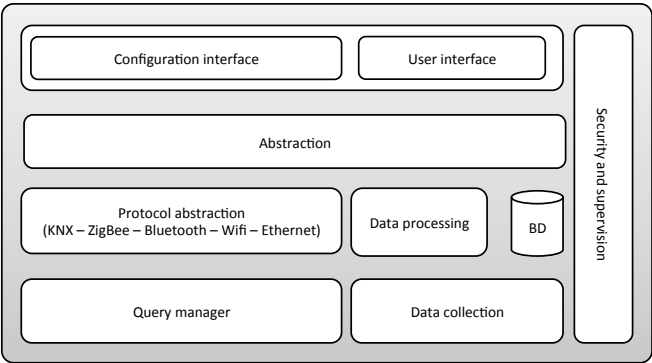 Configuration interface
User interface
Abstraction
Protocol abstraction
(KNX – ZigBee – Bluetooth – Wifi – Ethernet)
Data processing
BD
Query manager
Data collection
Security and supervision